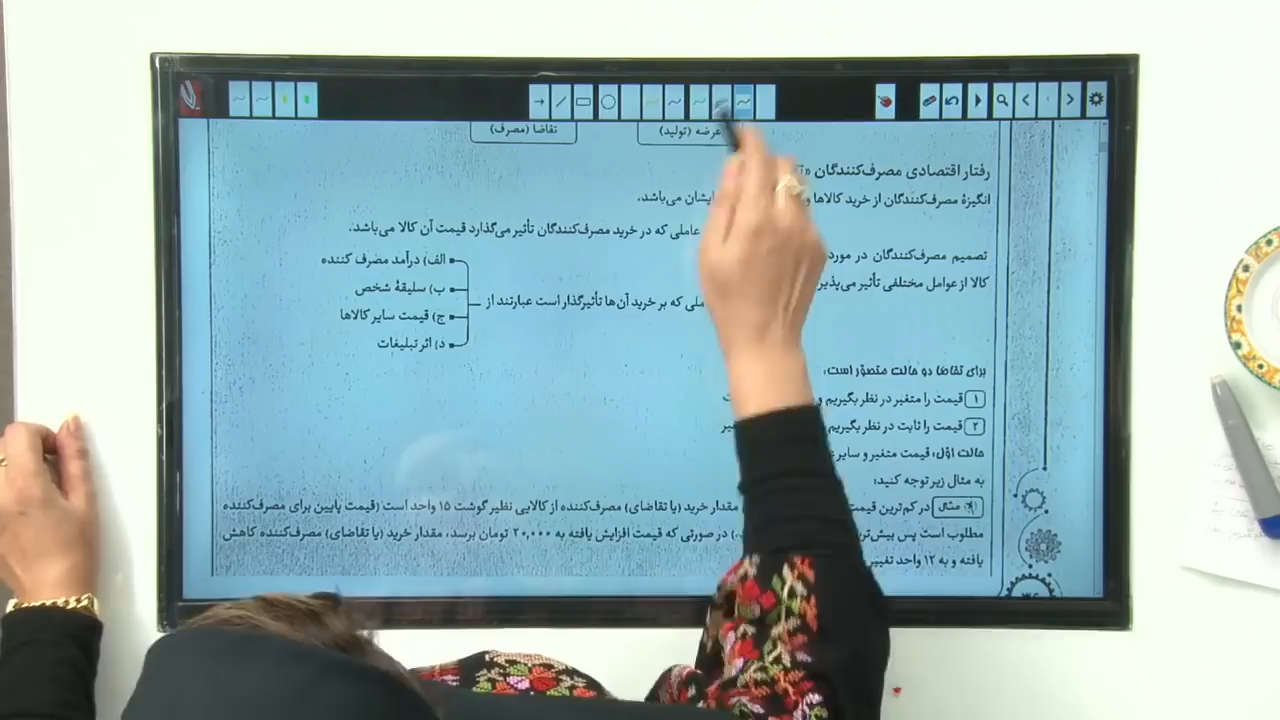 عرضه (تولید)
تقاضا (مصرف)
رفتار اقتصادی مصرف‌کنندگان
انگیزهٔ مصرف‌کنندگان از خرید کالاها و
می‌باشد.
عاملی که در خرید مصرف‌کنندگان تأثیر می‌گذارد قیمت آن کالا می‌باشد.
تصمیم مصرف‌کنندگان در مورد
کالا از عوامل مختلفی تأثیر
که بر خرید آن‌ها تأثیرگذار است عبارتند از
الف) درآمد مصرف کننده
ب) سلیقهٔ شخص
ج) قیمت سایر کالاها
د) اثر تبلیغات
برای تقاضا دو حالت متصوّر است:
۱ قیمت را متغیر در نظر بگیریم و
۲ قیمت را ثابت در نظر بگیریم
حالت اوّل: قیمت متغیر و سایر
به مثال زیر توجه کنید:
مثال در کم‌ترین قیمت مقدار خرید (یا تقاضای) مصرف‌کننده از کالایی نظیر گوشت ۱۵ واحد است (قیمت پایین برای مصرف‌کننده
مطلوب است پس در صورتی که قیمت افزایش یافته به ۲۰,۰۰۰ تومان برسد، مقدار خرید (یا تقاضای) مصرف‌کننده کاهش
یافته و به ۱۲ واحد تغییر